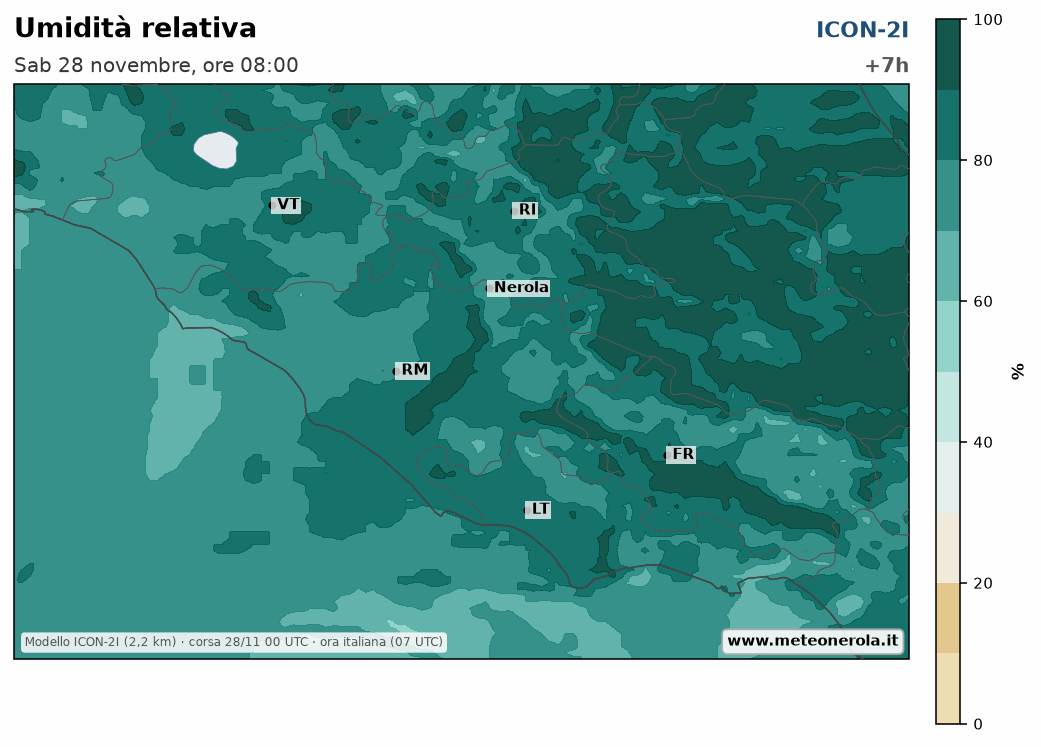 Umidità relativa
ICON-2I
Sab 28 novembre, ore 08:00
+7h
100
80
60
40
20
0
%
VT
RI
Nerola
RM
FR
LT
Modello ICON-2I (2,2 km) · corsa 28/11 00 UTC · ora italiana (07 UTC)
www.meteonerola.it